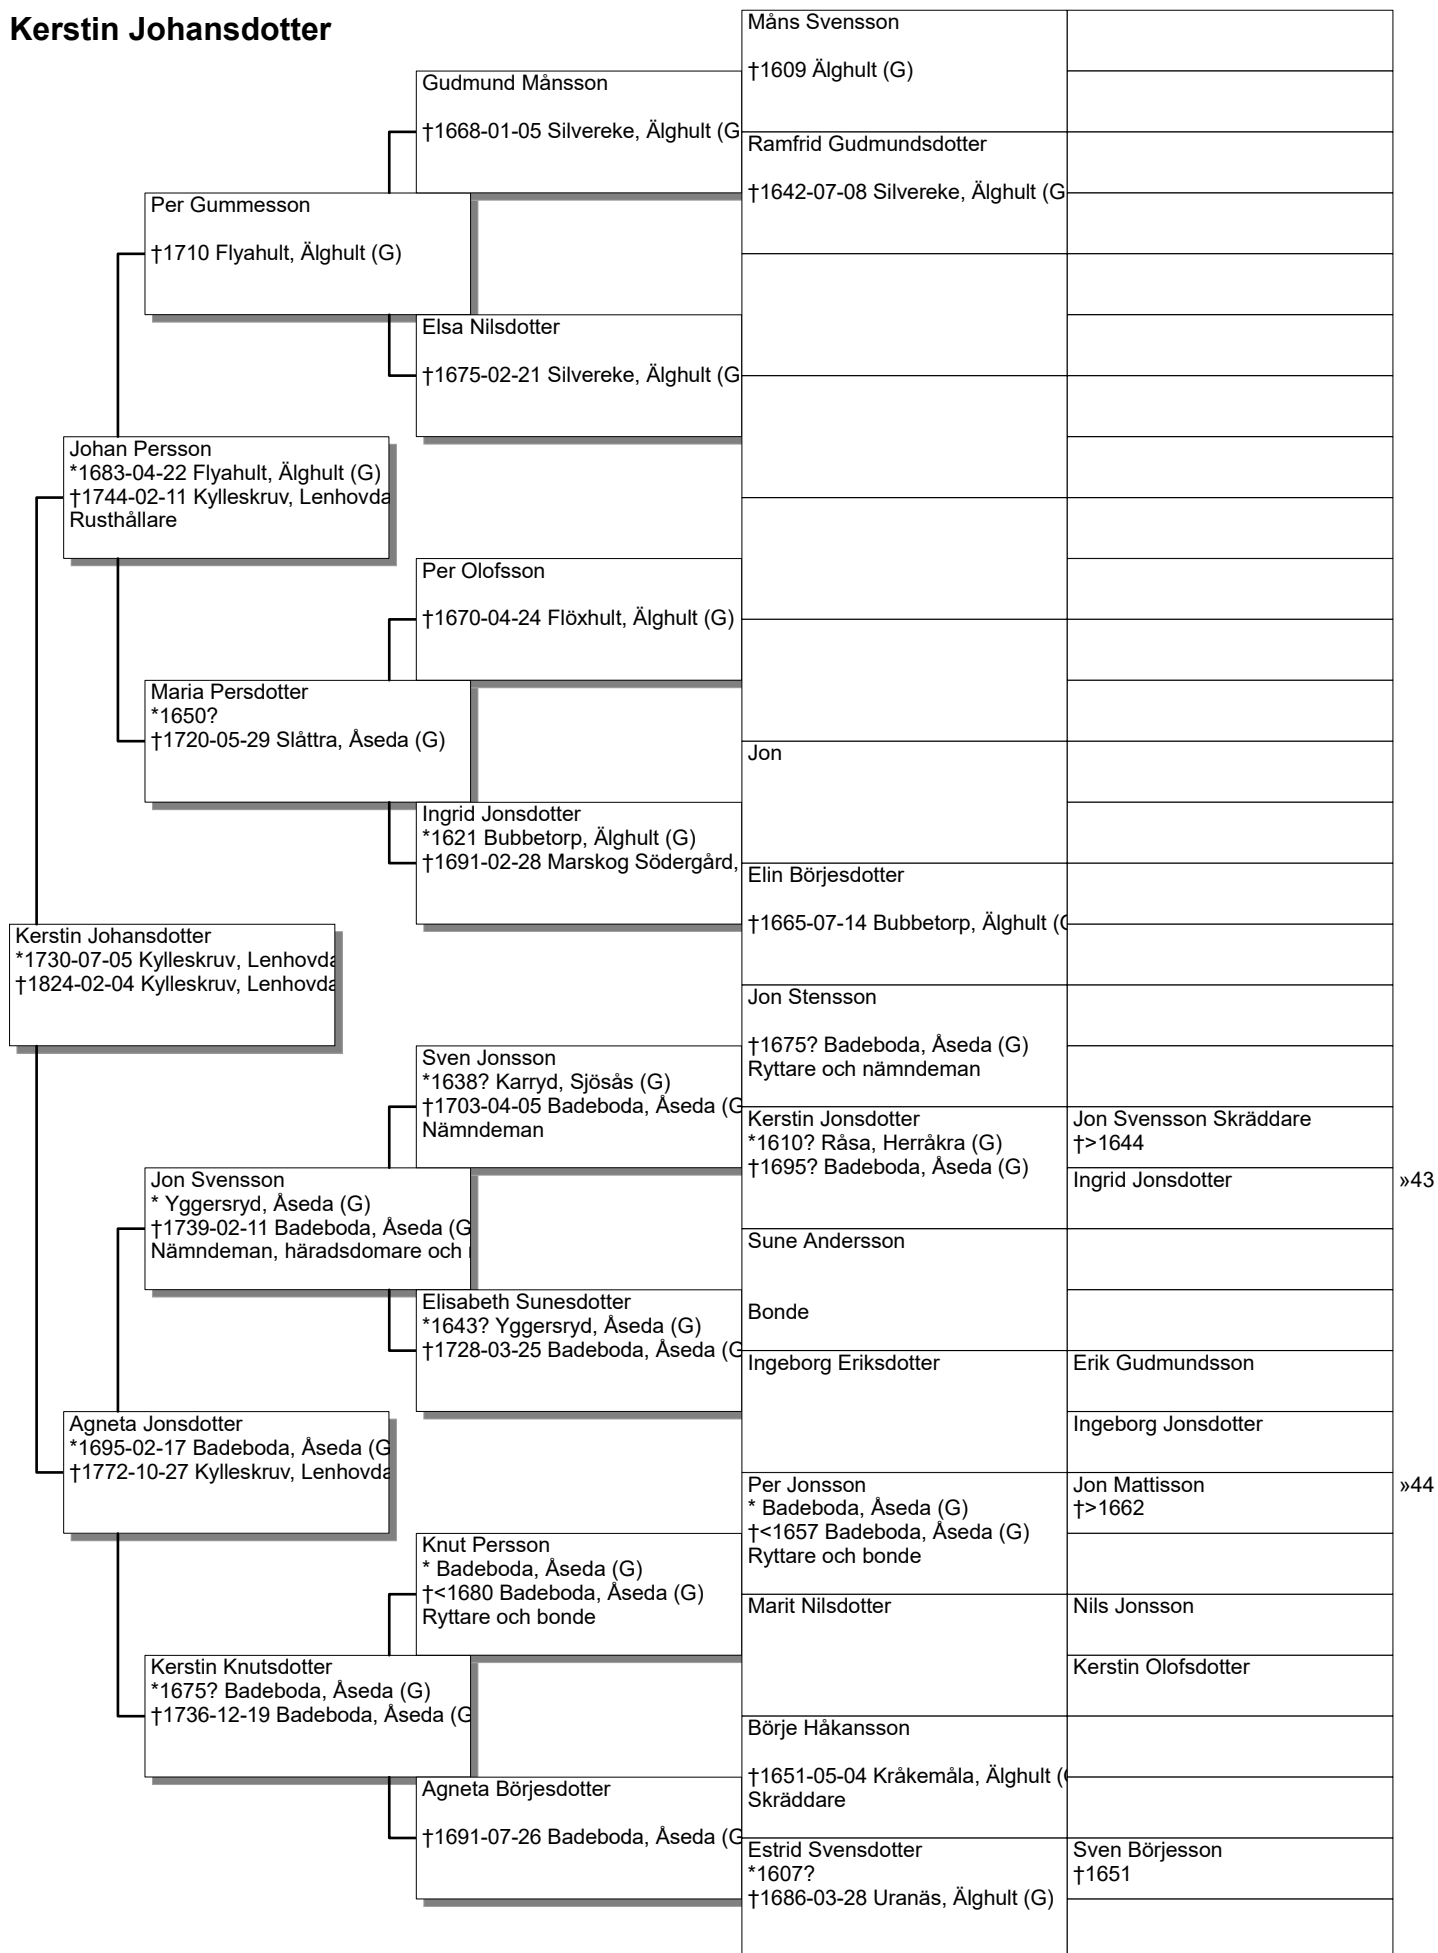 Kerstin Johansdotter
Måns Svensson
†1609 Älghult (G)
Gudmund Månsson
†1668-01-05 Silvereke, Älghult (G
Ramfrid Gudmundsdotter
†1642-07-08 Silvereke, Älghult (G
Per Gummesson
†1710 Flyahult, Älghult (G)
Elsa Nilsdotter
†1675-02-21 Silvereke, Älghult (G
Johan Persson
*1683-04-22 Flyahult, Älghult (G)
†1744-02-11 Kylleskruv, Lenhovda
Rusthållare
Per Olofsson
†1670-04-24 Flöxhult, Älghult (G)
Maria Persdotter
*1650?
†1720-05-29 Slåttra, Åseda (G)
Jon
Ingrid Jonsdotter
*1621 Bubbetorp, Älghult (G)
†1691-02-28 Marskog Södergård,
Elin Börjesdotter
†1665-07-14 Bubbetorp, Älghult (G
Kerstin Johansdotter
*1730-07-05 Kylleskruv, Lenhovda
†1824-02-04 Kylleskruv, Lenhovda
Jon Stensson
†1675? Badeboda, Åseda (G)
Ryttare och nämndeman
Sven Jonsson
*1638? Karryd, Sjösås (G)
†1703-04-05 Badeboda, Åseda (G
Nämndeman
Kerstin Jonsdotter
*1610? Råsa, Herråkra (G)
†1695? Badeboda, Åseda (G)
Jon Svensson Skräddare
†>1644
Ingrid Jonsdotter
»43
Jon Svensson
* Yggersryd, Åseda (G)
†1739-02-11 Badeboda, Åseda (G
Nämndeman, häradsdomare och
Sune Andersson
Bonde
Elisabeth Sunesdotter
*1643? Yggersryd, Åseda (G)
†1728-03-25 Badeboda, Åseda (G
Ingeborg Eriksdotter
Erik Gudmundsson
Ingeborg Jonsdotter
Agneta Jonsdotter
*1695-02-17 Badeboda, Åseda (G
†1772-10-27 Kylleskruv, Lenhovda
Per Jonsson
* Badeboda, Åseda (G)
†<1657 Badeboda, Åseda (G)
Ryttare och bonde
Jon Mattisson
†>1662
»44
Knut Persson
* Badeboda, Åseda (G)
†<1680 Badeboda, Åseda (G)
Ryttare och bonde
Marit Nilsdotter
Nils Jonsson
Kerstin Olofsdotter
Kerstin Knutsdotter
*1675? Badeboda, Åseda (G)
†1736-12-19 Badeboda, Åseda (G
Börje Håkansson
†1651-05-04 Kråkemåla, Älghult (G
Skräddare
Agneta Börjesdotter
†1691-07-26 Badeboda, Åseda (G
Estrid Svensdotter
*1607?
†1686-03-28 Uranäs, Älghult (G)
Sven Börjesson
†1651